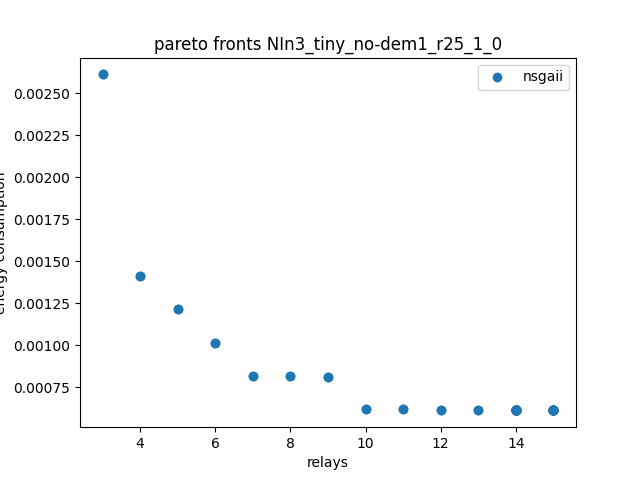 pareto fronts NIn3_tiny_no-dem1_r25_1_0
nsgaii
0.00250
0.00225
0.00200
0.00175
0.00150
0.00125
0.00100
0.00075
energy consumption
4 6 8 10 12 14
relays